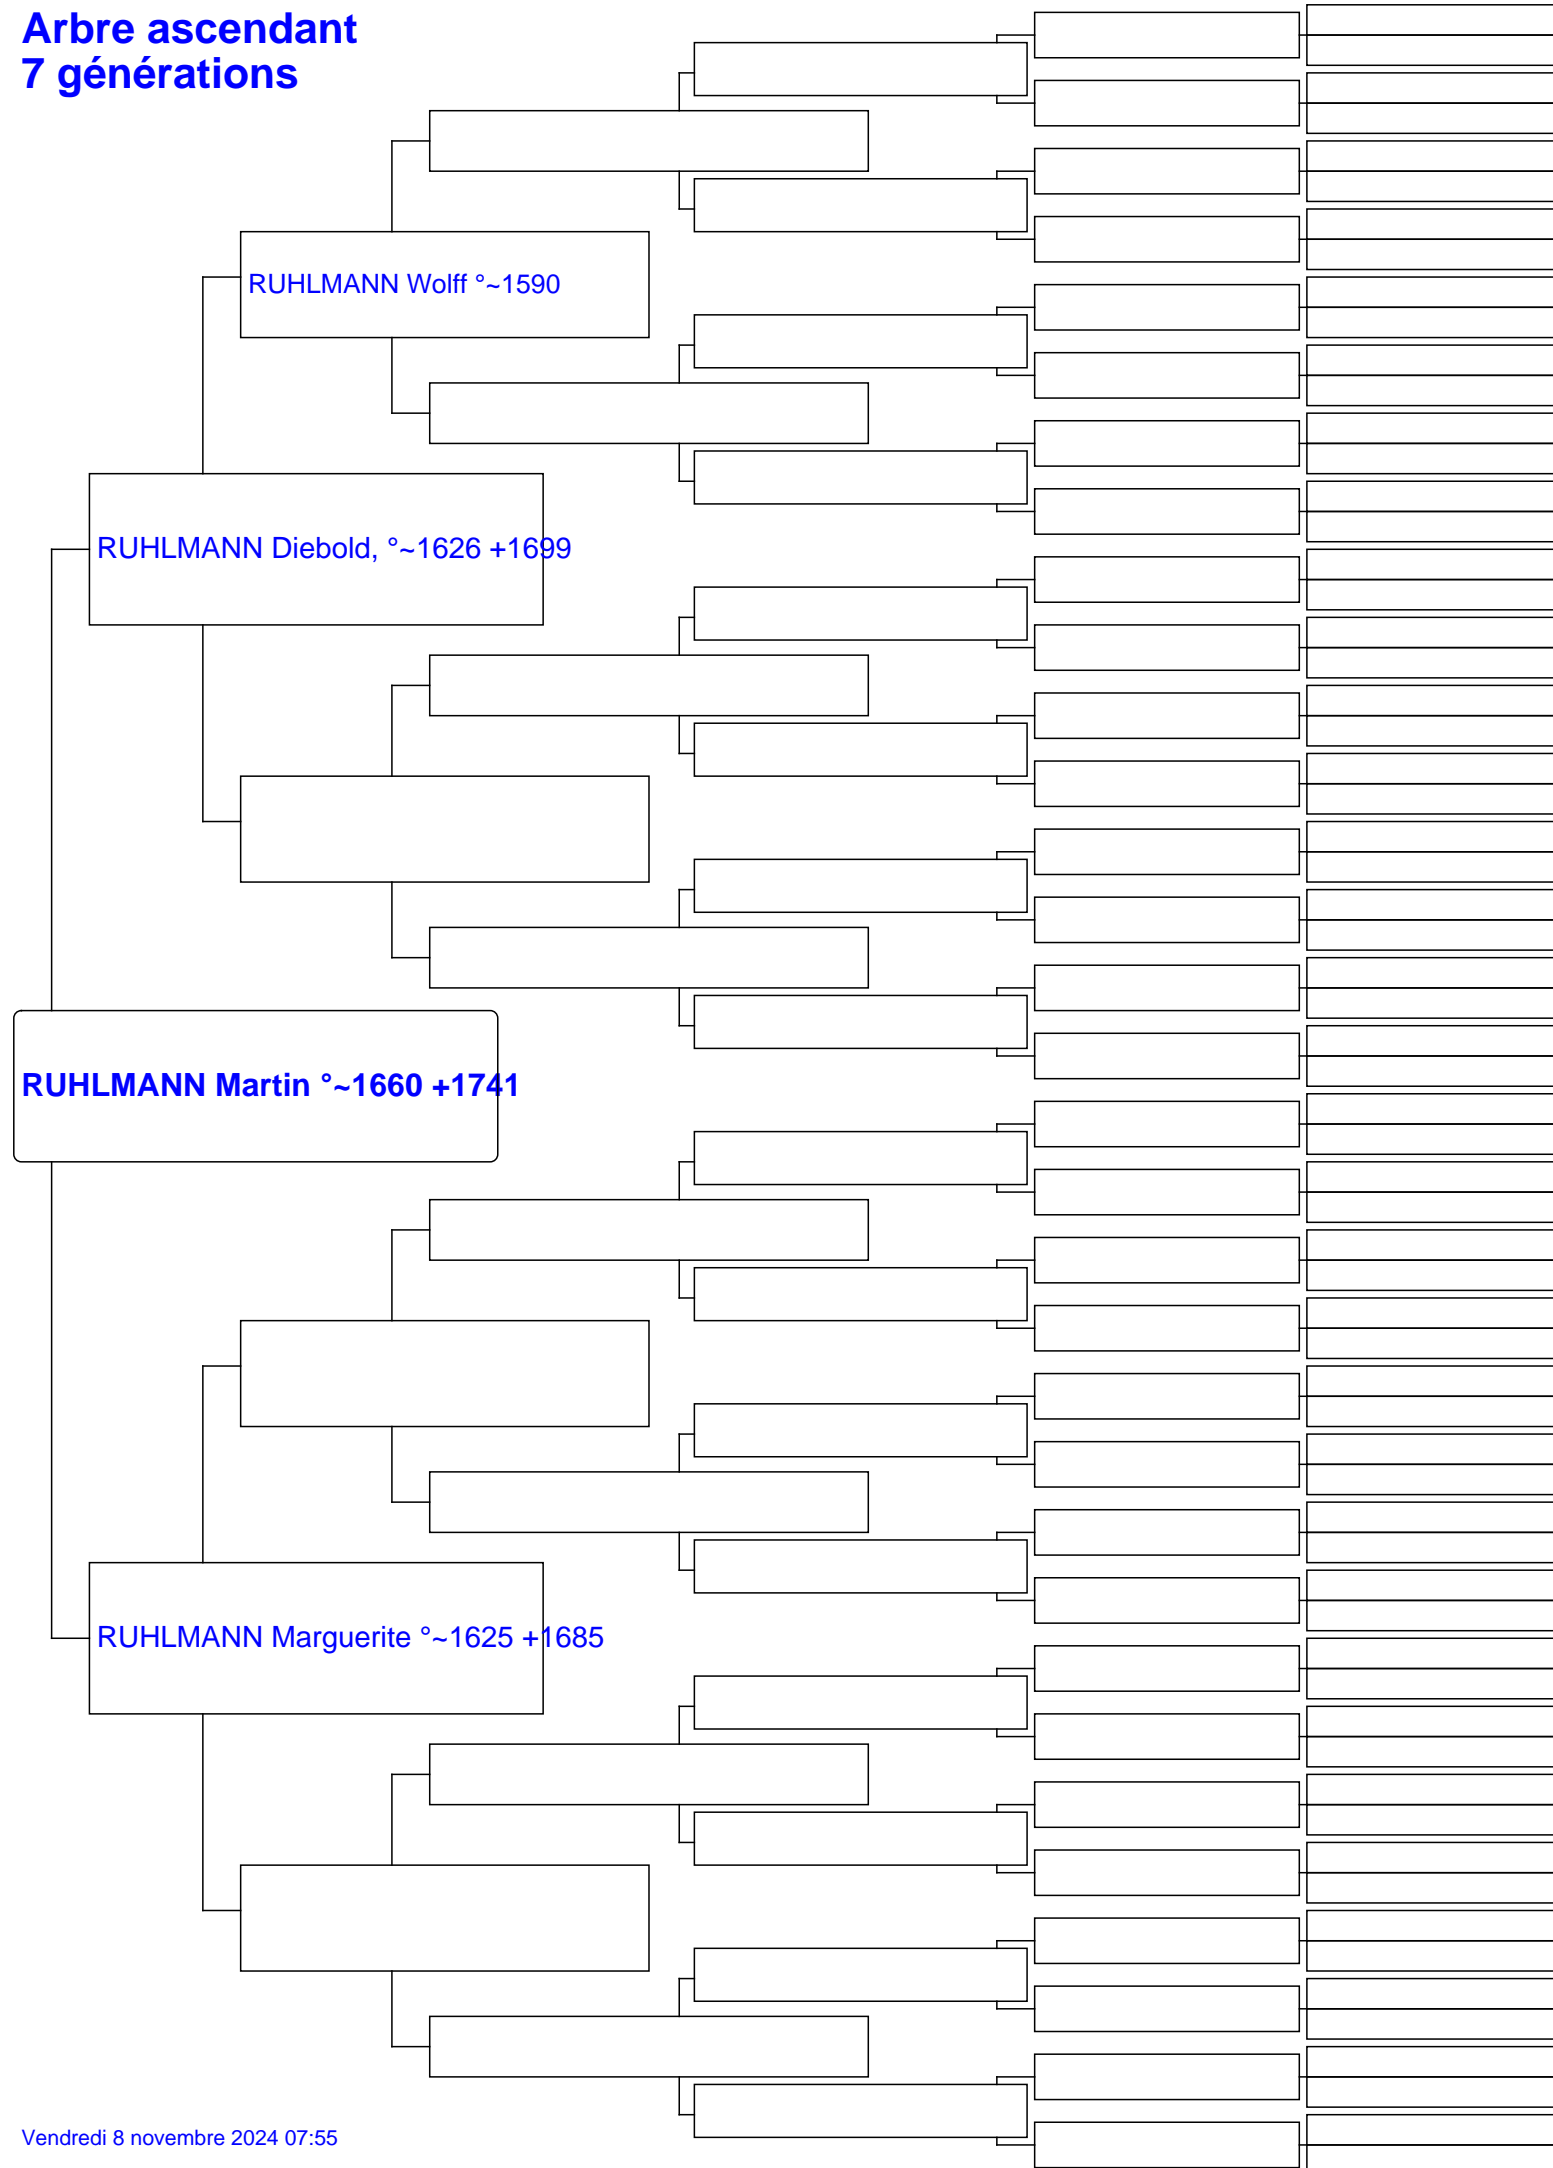 Arbre ascendant
7 générations
RUHLMANN Wolff °~1590
RUHLMANN Diebold, °~1626 +1699
RUHLMANN Martin °~1660 +1741
RUHLMANN Marguerite °~1625 +1685
Vendredi 8 novembre 2024 07:55